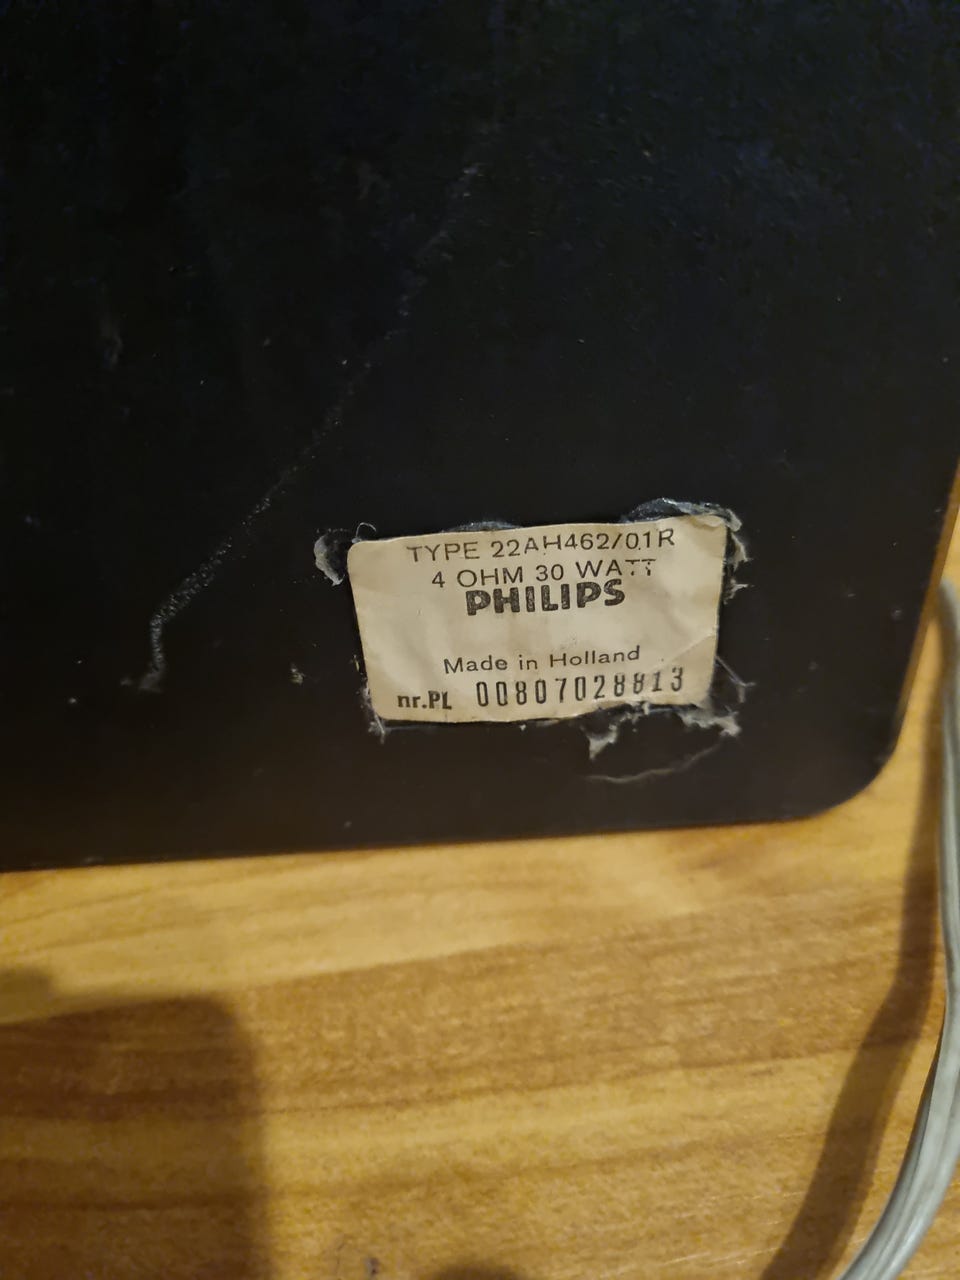 TYPE 22AH462/01R
4 OHM 30 WATT
PHILIPS
Made in Holland
nr.PL 00807028813